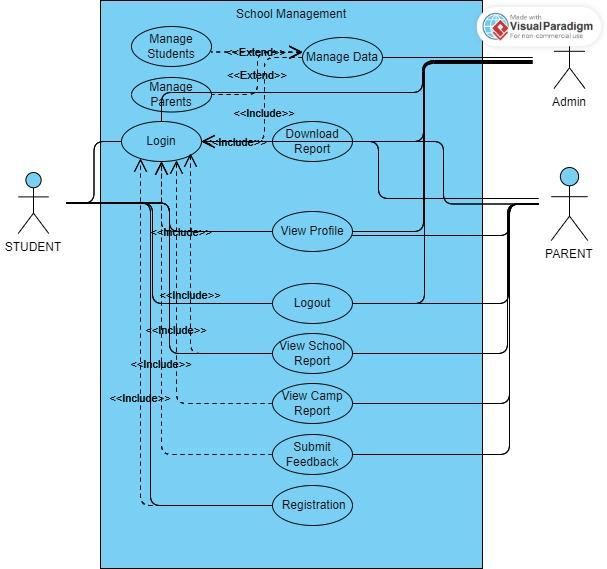 School Management
Made with
Visual Paradigm
For non-commercial use
Manage
Students
<<Extend>>
Manage Data
<<Extend>>
Manage
Parents
Admin
<<Include>>
Login
<<Include>>
Download
Report
STUDENT
PARENT
<<Include>>
View Profile
<<Include>>
Logout
<<Include>>
View School
Report
<<Include>>
View Camp
Report
<<Include>>
Submit
Feedback
Registration